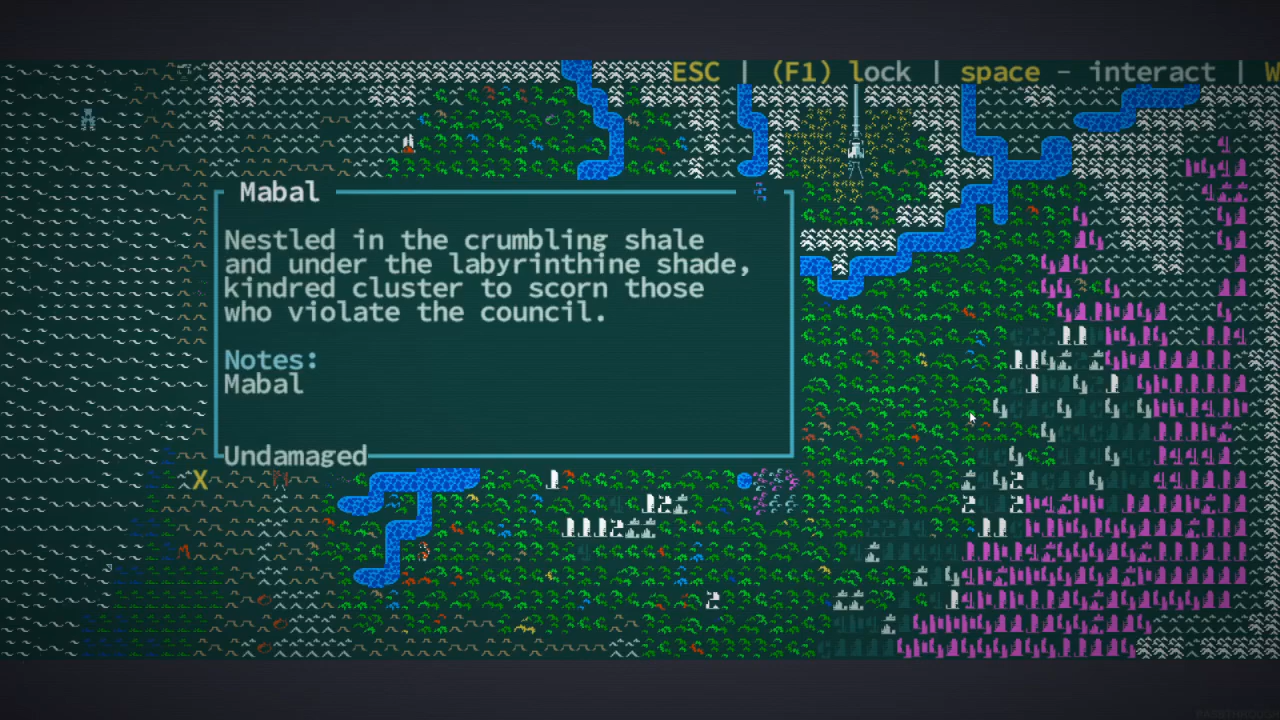 ESC | (F1) lock | space – interact | W
Mabal
Nestled in the crumbling shale
and under the labyrinthine shade,
kindred cluster to scorn those
who violate the council.
Notes:
Mabal
Undamaged
X